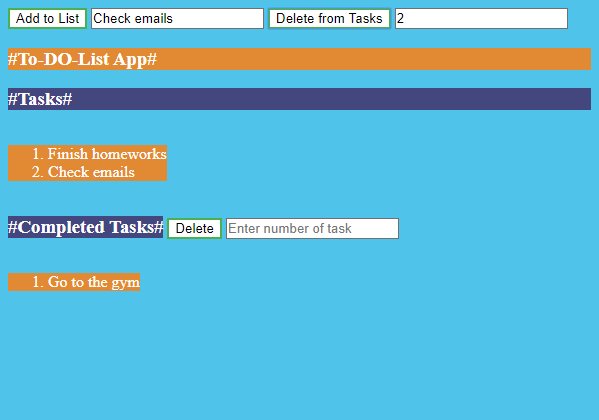 Add to List Check emails Delete from Tasks 2
#To-DO-List App#
#Tasks#
1. Finish homeworks
2. Check emails
#Completed Tasks# Delete Enter number of task
1. Go to the gym